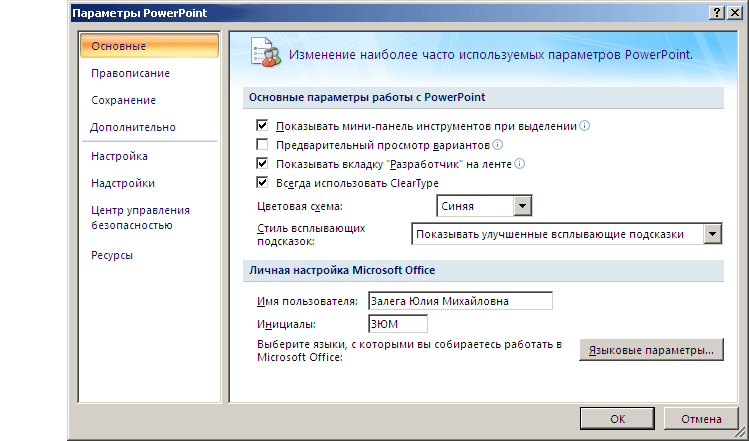 Параметры PowerPoint
Основные
Правописание
Сохранение
Дополнительно
Настройка
Надстройки
Центр управления
безопасностью
Ресурсы
Изменение наиболее часто используемых параметров PowerPoint.
Основные параметры работы с PowerPoint
Показывать мини-панель инструментов при выделении
Предварительный просмотр вариантов
Показывать вкладку "Разработчик" на ленте
Всегда использовать ClearType
Цветовая схема: Синяя
Стиль всплывающих
подсказок: Показывать улучшенные всплывающие подсказки
Личная настройка Microsoft Office
Имя пользователя: Залега Юлия Михайловна
Инициалы: ЗЮМ
Выберите языки, с которыми вы собираетесь работать в
Microsoft Office: Языковые параметры...
ОК Отмена